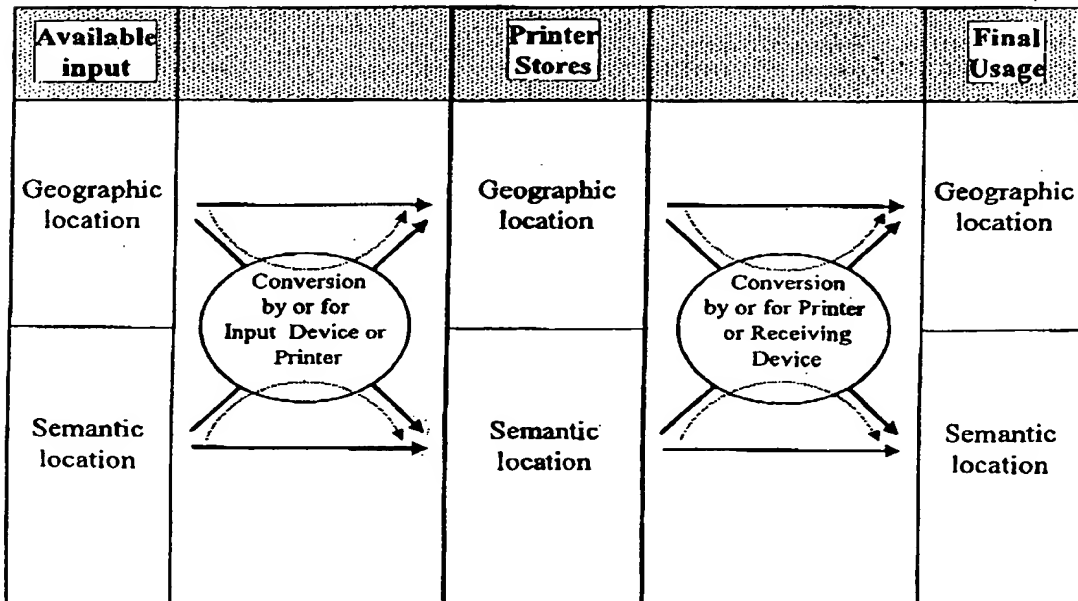 Available
input
Printer
Stores
Final
Usage
Geographic
location
Conversion
by or for
Input Device or
Printer
Geographic
location
Conversion
by or for Printer
or Receiving
Device
Geographic
location
Semantic
location
Semantic
location
Semantic
location